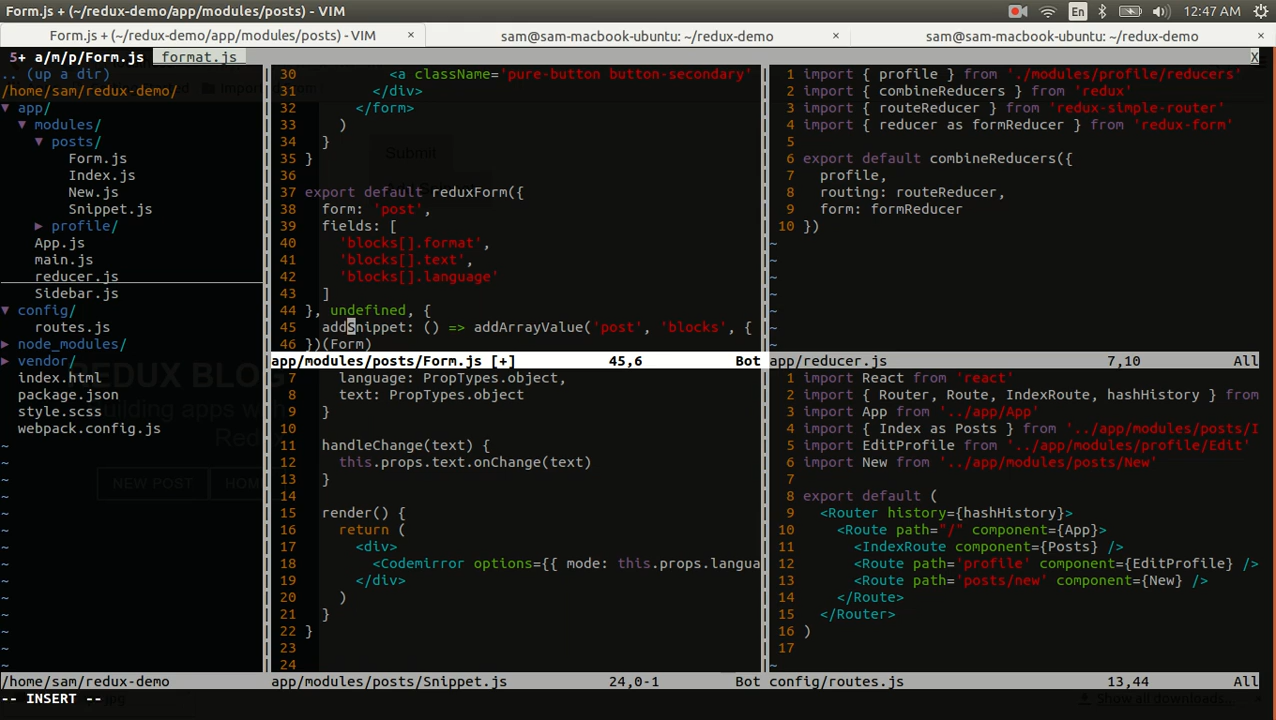 Form.js + (~/redux-demo/app/modules/posts) - VIM
En
12:47 AM
Form.js + (~/redux-demo/app/modules/posts) - VIM ×
sam@sam-macbook-ubuntu: ~/redux-demo ×
sam@sam-macbook-ubuntu: ~/redux-demo ×
5+ a/m/p/Form.js format.js X
.. (up a dir)
/home/sam/redux-demo/
▼ app/
▼ modules/
▼ posts/
Form.js
Index.js
New.js
Snippet.js
▶ profile/
App.js
main.js
reducer.js
Sidebar.js
▼ config/
routes.js
▶ node_modules/
▶ vendor/
index.html
package.json
style.scss
webpack.config.js
~
~
~
~
~
~
~
~
~
~
~
~
~
~
/home/sam/redux-demo
-- INSERT --
30 <a className='pure-button button-secondary'
31 </div>
32 </form>
33 )
34 }
35 }
36
37 export default reduxForm({
38 form: 'post',
39 fields: [
40 'blocks[].format',
41 'blocks[].text',
42 'blocks[].language'
43 ]
44 }, undefined, {
45 addSnippet: () => addArrayValue('post', 'blocks', {
46 })(Form)
app/modules/posts/Form.js [+] 45,6 Bot
7 language: PropTypes.object,
8 text: PropTypes.object
9 }
10
11 handleChange(text) {
12 this.props.text.onChange(text)
13 }
14
15 render() {
16 return (
17 <div>
18 <Codemirror options={{ mode: this.props.langua
19 </div>
20 )
21 }
22 }
23
24
app/modules/posts/Snippet.js 24,0-1 Bot
1 import { profile } from './modules/profile/reducers'
2 import { combineReducers } from 'redux'
3 import { routeReducer } from 'redux-simple-router'
4 import { reducer as formReducer } from 'redux-form'
5
6 export default combineReducers({
7 profile,
8 routing: routeReducer,
9 form: formReducer
10 })
~
~
~
~
~
~
~
app/reducer.js 7,10 All
1 import React from 'react'
2 import { Router, Route, IndexRoute, hashHistory } from
3 import App from '../app/App'
4 import { Index as Posts } from '../app/modules/posts/I
5 import EditProfile from '../app/modules/profile/Edit'
6 import New from '../app/modules/posts/New'
7
8 export default (
9 <Router history={hashHistory}>
10 <Route path="/" component={App}>
11 <IndexRoute component={Posts} />
12 <Route path='profile' component={EditProfile} />
13 <Route path='posts/new' component={New} />
14 </Route>
15 </Router>
16 )
17
~
config/routes.js 13,44 All
Submit
REDUX BLOG
building apps with
Redux
NEW POST
Show all downloads...